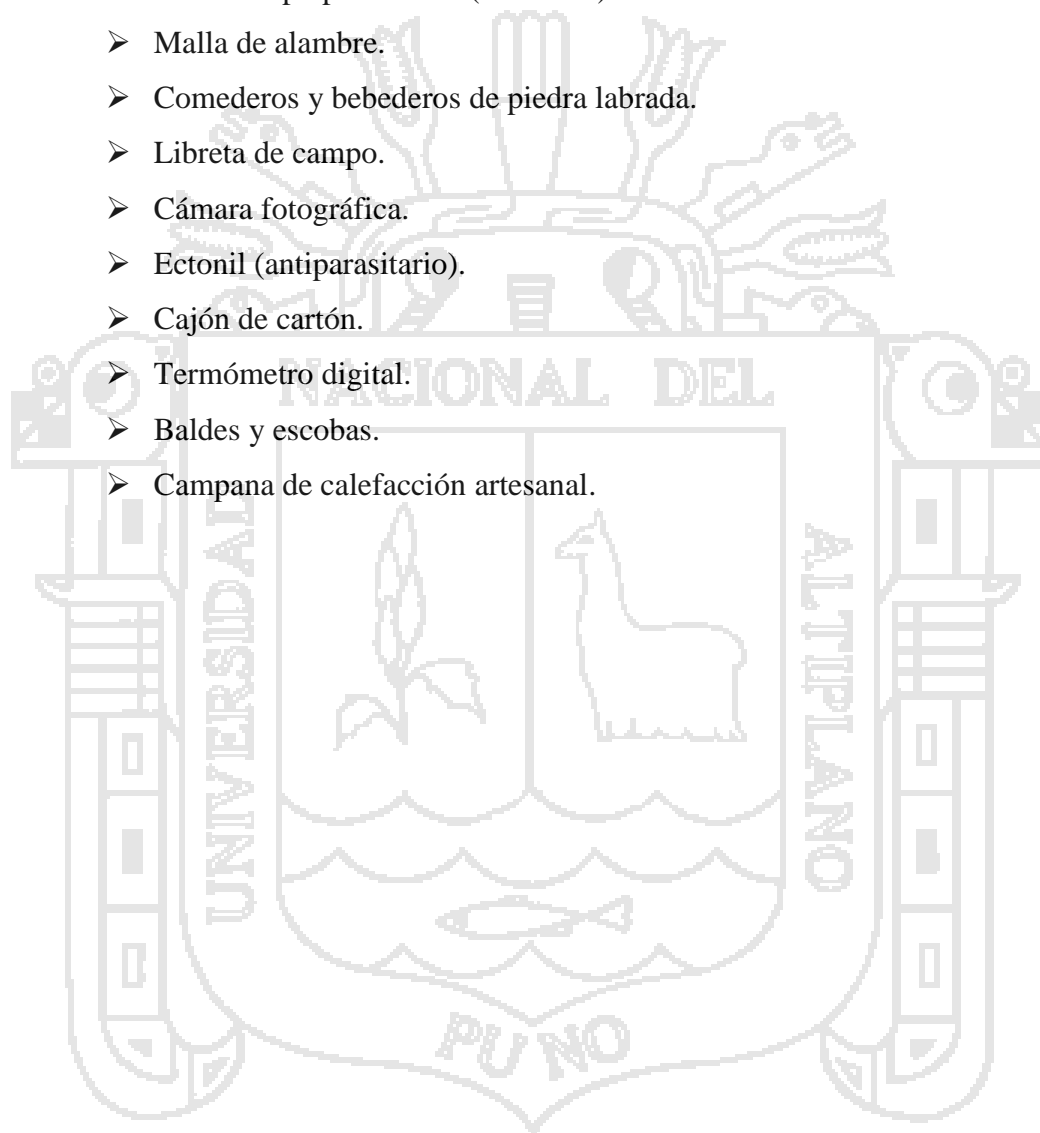 ➢ Malla de alambre.
➢ Comederos y bebederos de piedra labrada.
➢ Libreta de campo.
➢ Cámara fotográfica.
➢ Ectonil (antiparasitario).
➢ Cajón de cartón.
➢ Termómetro digital.
➢ Baldes y escobas.
➢ Campana de calefacción artesanal.
UNIVERSIDAD
NACIONAL DEL
ALTIPLANO
PUNO